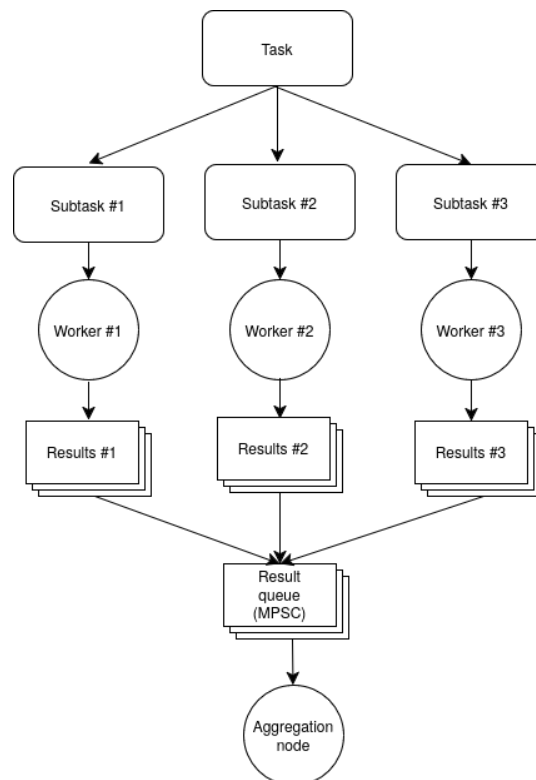 Task
Subtask #1
Subtask #2
Subtask #3
Worker #1
Worker #2
Worker #3
Results #1
Results #2
Results #3
Result
queue
(MPSC)
Aggregation
node